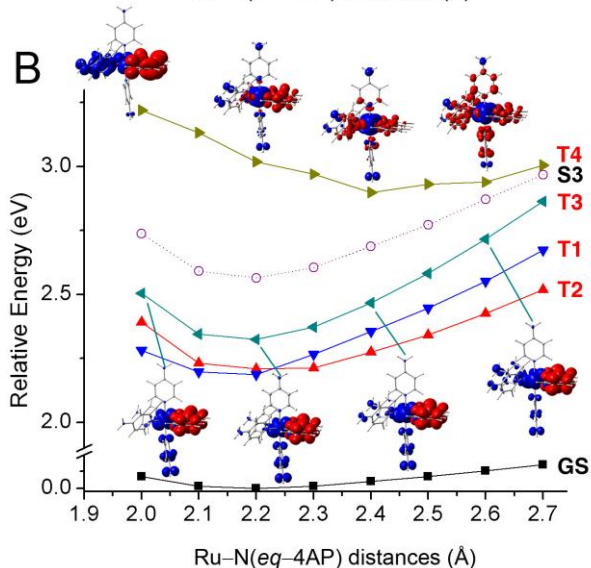 B
T4
3.0
S3
T3
T1
2.5
T2
Relative Energy (eV)
2.0
GS
0.0
1.9 2.0 2.1 2.2 2.3 2.4 2.5 2.6 2.7
Ru–N(eq–4AP) distances (Å)